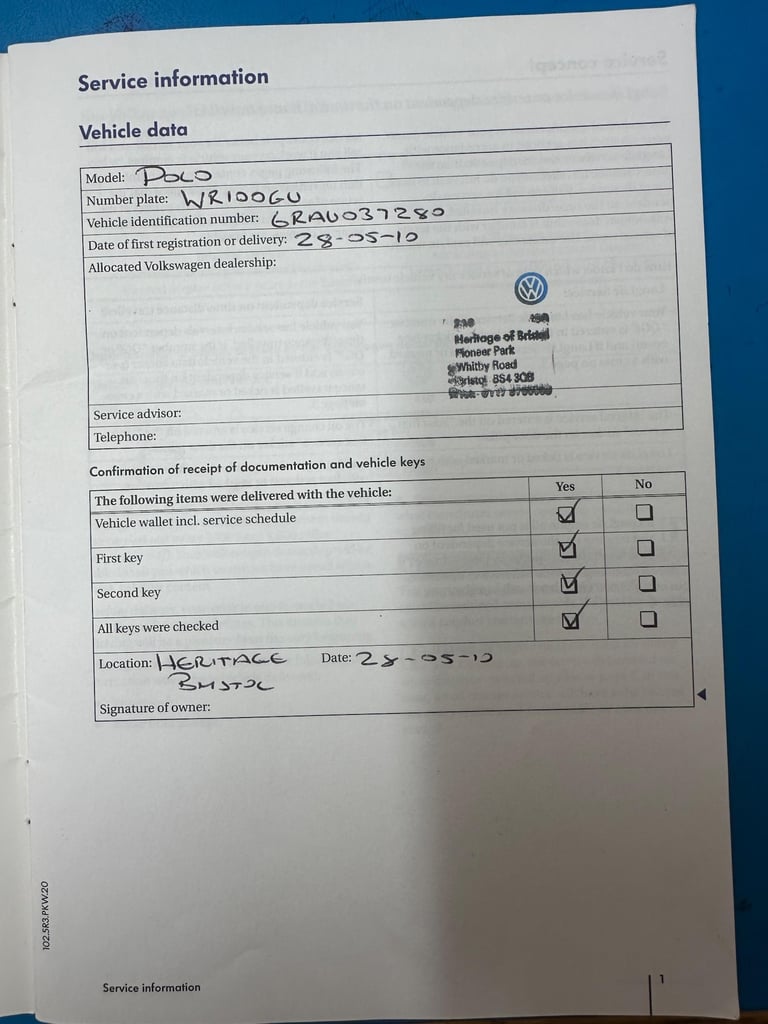 Service information
Vehicle data
Model: POLO
Number plate: WR10OGU
Vehicle identification number: 6RAU037280
Date of first registration or delivery: 28-05-10
Allocated Volkswagen dealership:
Heritage of Bristol
Pioneer Park
Whitby Road
Bristol BS4 3QB
Service advisor:
Telephone:
Confirmation of receipt of documentation and vehicle keys
The following items were delivered with the vehicle: Yes No
Vehicle wallet incl. service schedule
First key
Second key
All keys were checked
Location: HERITAGE Date: 28-05-10
BRISTOL
Signature of owner:
102.5R3.PKW.20
Service information 1